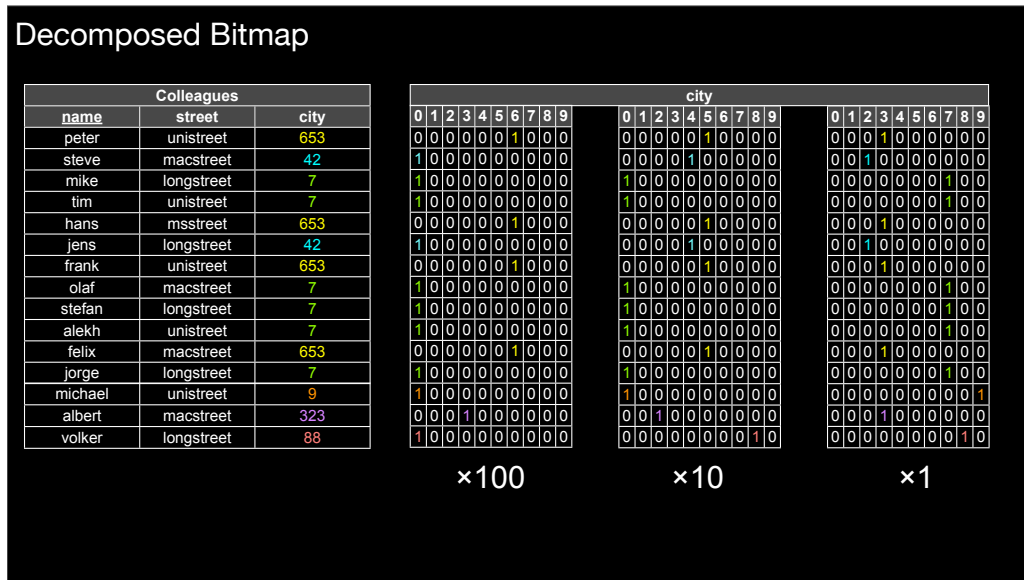 Decomposed Bitmap
Colleagues city
name street city 0 1 2 3 4 5 6 7 8 9 0 1 2 3 4 5 6 7 8 9 0 1 2 3 4 5 6 7 8 9
peter unistreet 653 0 0 0 0 0 0 1 0 0 0 0 0 0 0 0 1 0 0 0 0 0 0 0 1 0 0 0 0 0 0
steve macstreet 42 1 0 0 0 0 0 0 0 0 0 0 0 0 0 1 0 0 0 0 0 0 0 1 0 0 0 0 0 0 0
mike longstreet 7 1 0 0 0 0 0 0 0 0 0 1 0 0 0 0 0 0 0 0 0 0 0 0 0 0 0 0 1 0 0
tim unistreet 7 1 0 0 0 0 0 0 0 0 0 1 0 0 0 0 0 0 0 0 0 0 0 0 0 0 0 0 1 0 0
hans msstreet 653 0 0 0 0 0 0 1 0 0 0 0 0 0 0 0 1 0 0 0 0 0 0 0 1 0 0 0 0 0 0
jens longstreet 42 1 0 0 0 0 0 0 0 0 0 0 0 0 0 1 0 0 0 0 0 0 0 1 0 0 0 0 0 0 0
frank unistreet 653 0 0 0 0 0 0 1 0 0 0 0 0 0 0 0 1 0 0 0 0 0 0 0 1 0 0 0 0 0 0
olaf macstreet 7 1 0 0 0 0 0 0 0 0 0 1 0 0 0 0 0 0 0 0 0 0 0 0 0 0 0 0 1 0 0
stefan longstreet 7 1 0 0 0 0 0 0 0 0 0 1 0 0 0 0 0 0 0 0 0 0 0 0 0 0 0 0 1 0 0
alekh unistreet 7 1 0 0 0 0 0 0 0 0 0 1 0 0 0 0 0 0 0 0 0 0 0 0 0 0 0 0 1 0 0
felix macstreet 653 0 0 0 0 0 0 1 0 0 0 0 0 0 0 0 1 0 0 0 0 0 0 0 1 0 0 0 0 0 0
jorge longstreet 7 1 0 0 0 0 0 0 0 0 0 1 0 0 0 0 0 0 0 0 0 0 0 0 0 0 0 0 1 0 0
michael unistreet 9 1 0 0 0 0 0 0 0 0 0 1 0 0 0 0 0 0 0 0 0 0 0 0 0 0 0 0 0 0 1
albert macstreet 323 0 0 0 1 0 0 0 0 0 0 0 0 1 0 0 0 0 0 0 0 0 0 0 1 0 0 0 0 0 0
volker longstreet 88 1 0 0 0 0 0 0 0 0 0 0 0 0 0 0 0 0 0 1 0 0 0 0 0 0 0 0 0 1 0
×100 ×10 ×1